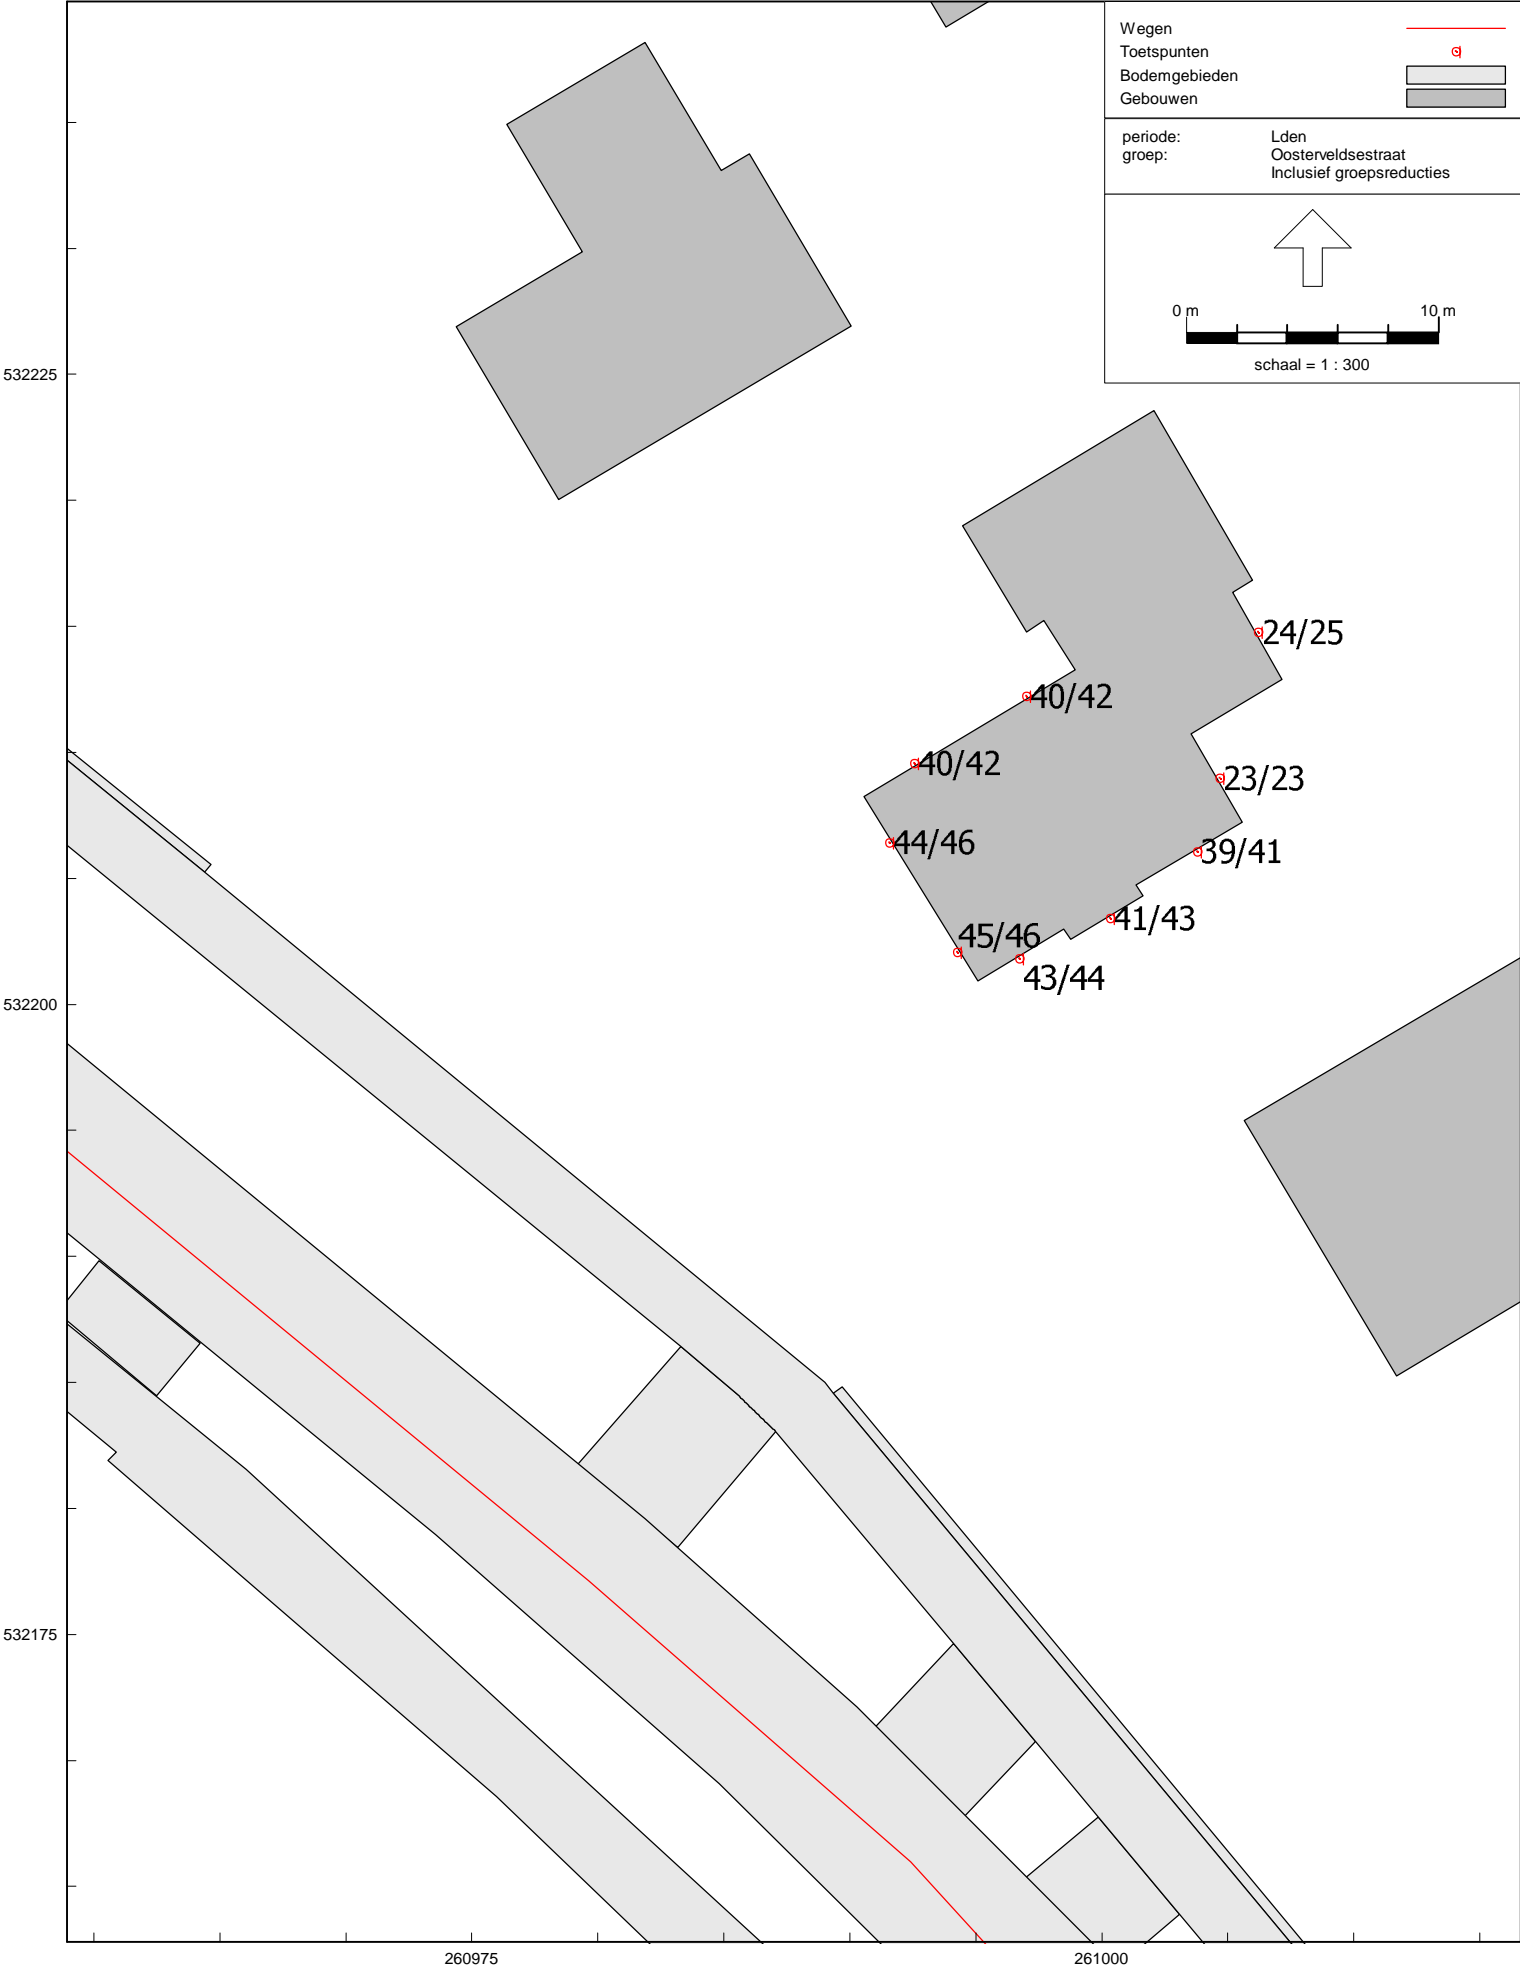 Wegen
Toetspunten
Bodemgebieden
Gebouwen
periode: Lden
groep: Oosterveldsestraat
Inclusief groepsreducties
0 m 10 m
schaal = 1 : 300
532225
24/25
40/42
40/42
23/23
44/46
39/41
41/43
45/46
43/44
532200
532175
260975 261000